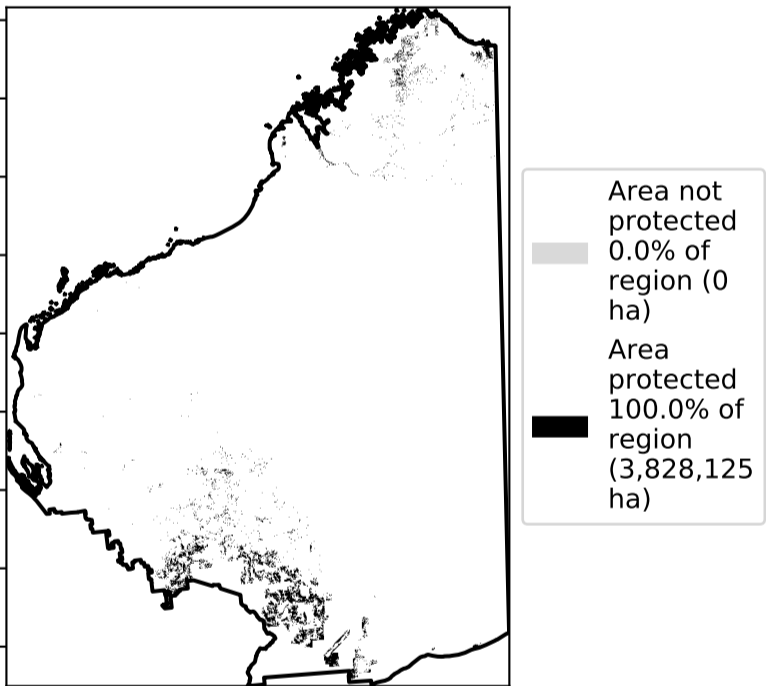 Area not
protected
0.0% of
region (0
ha)
Area
protected
100.0% of
region
(3,828,125
ha)